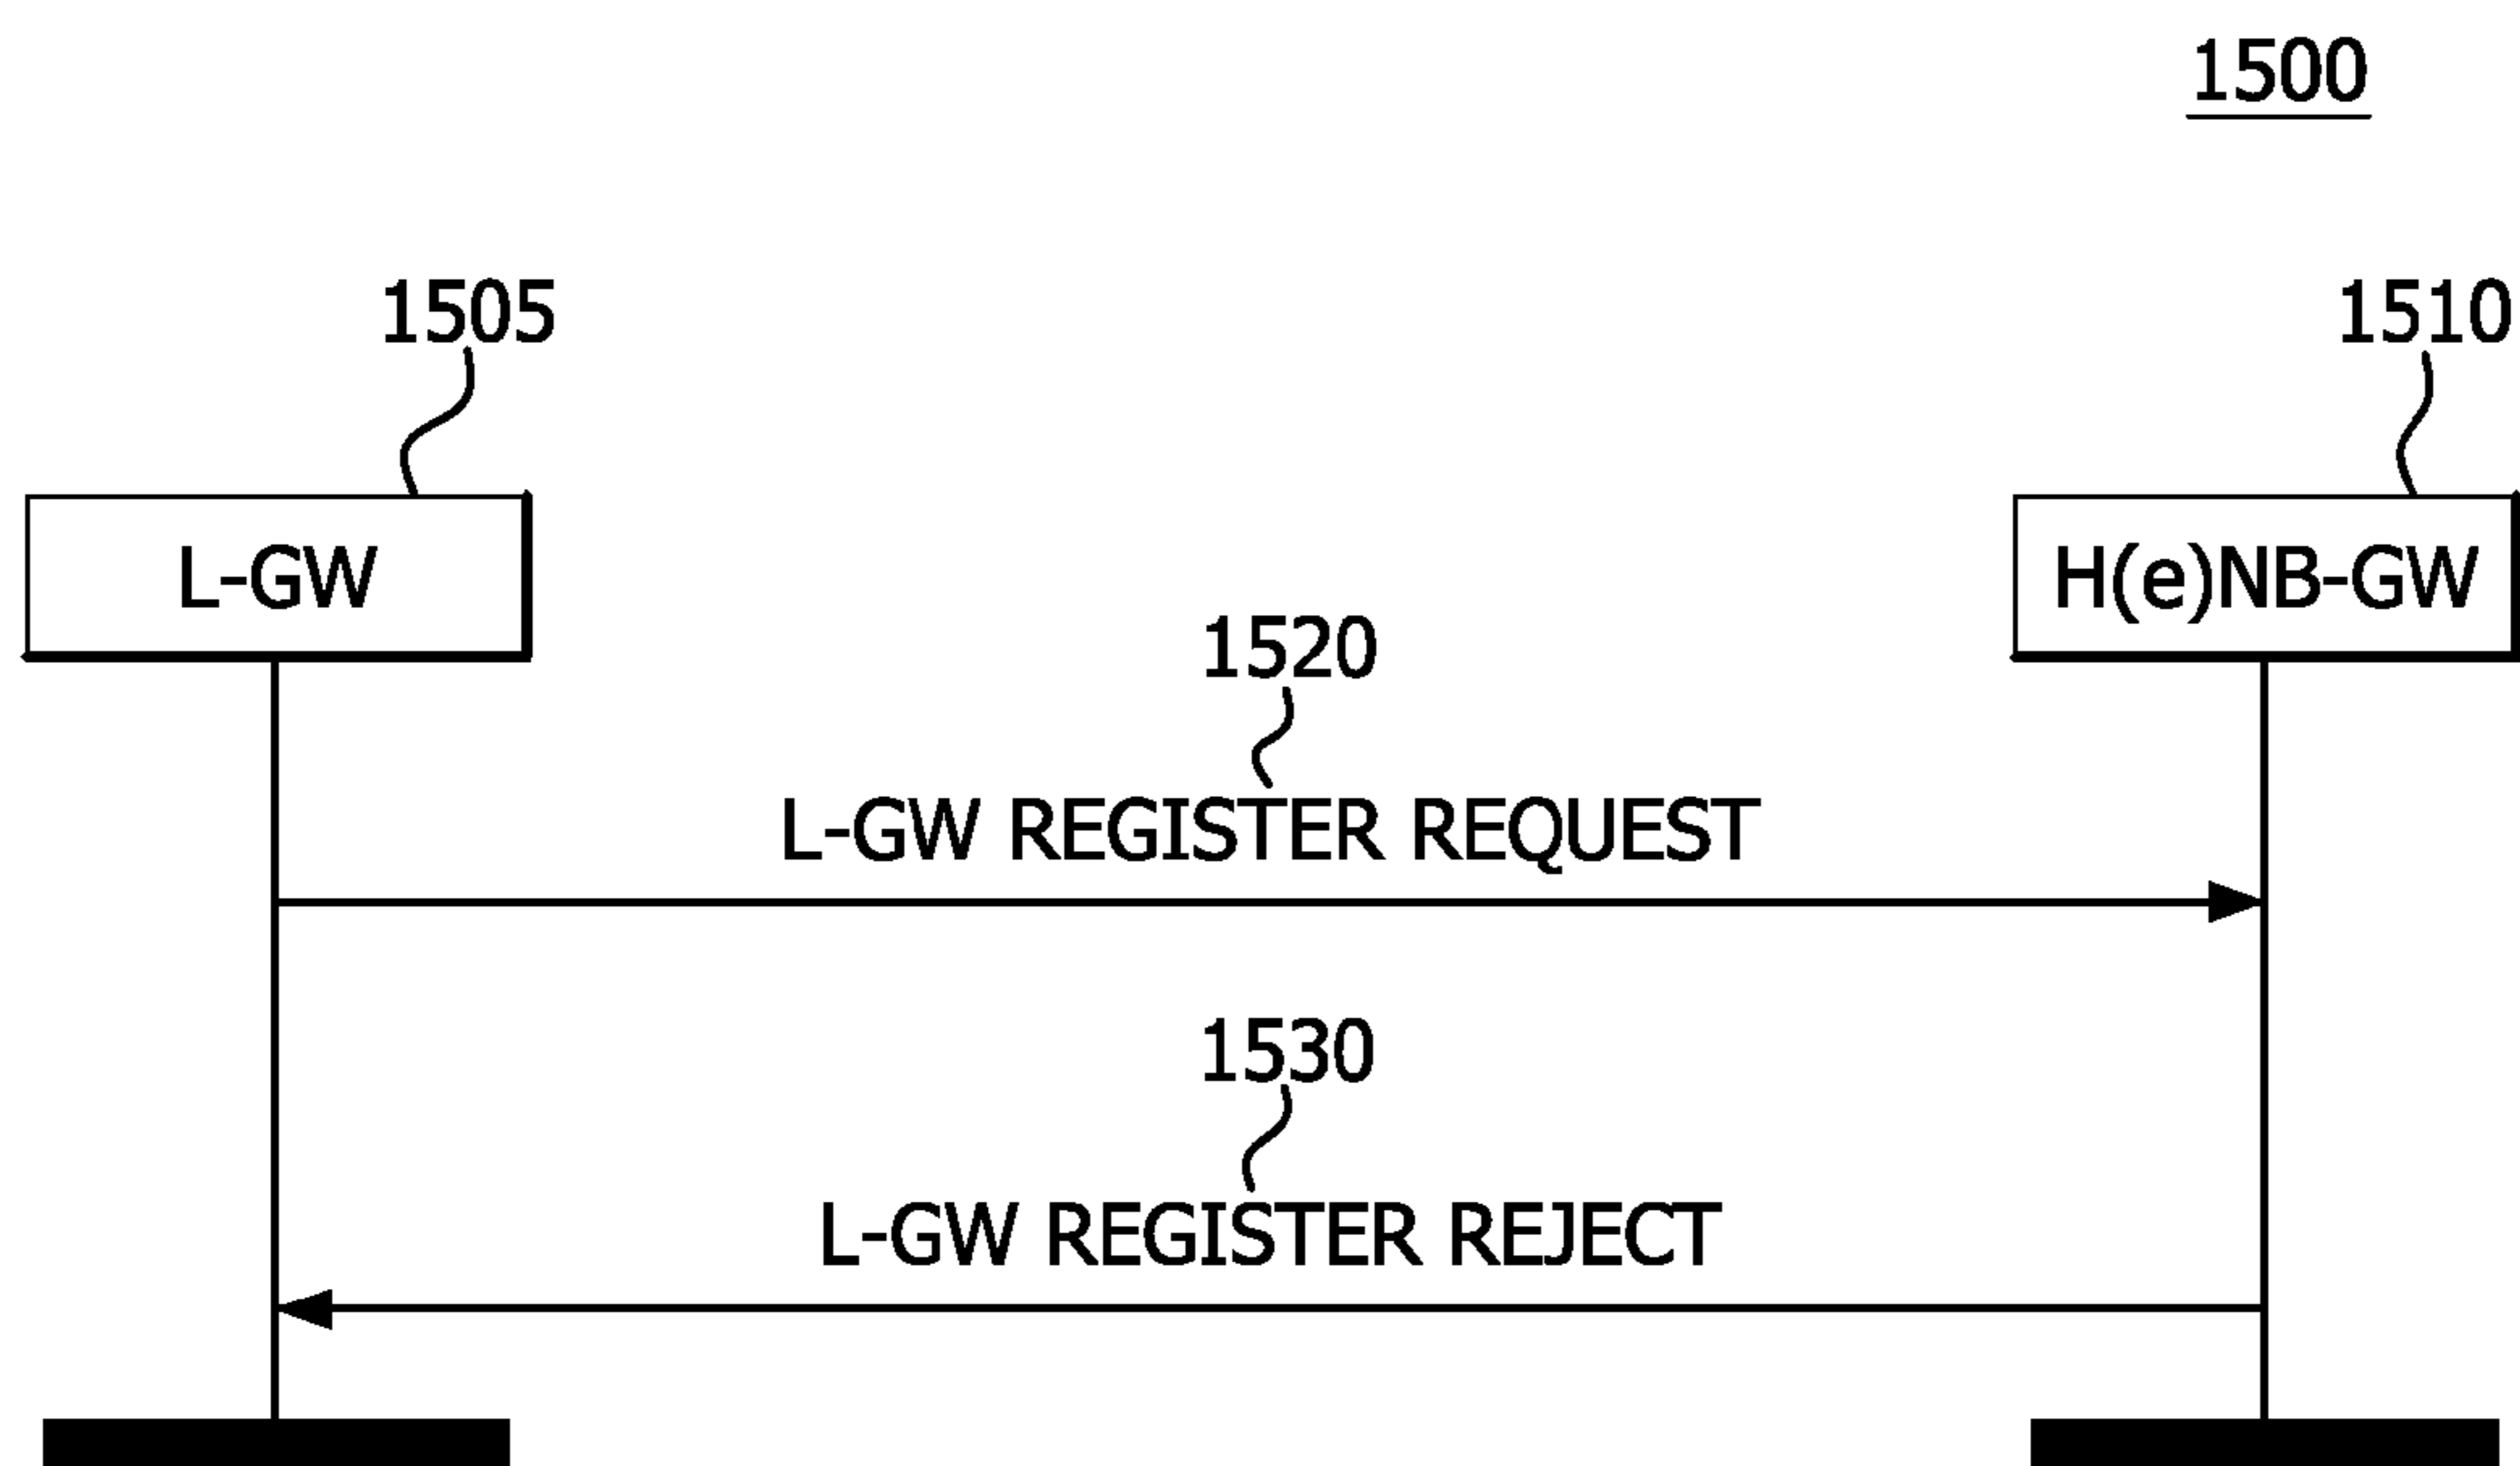 1500
1505
1510
L-GW
H(e)NB-GW
1520
L-GW REGISTER REQUEST
1530
L-GW REGISTER REJECT